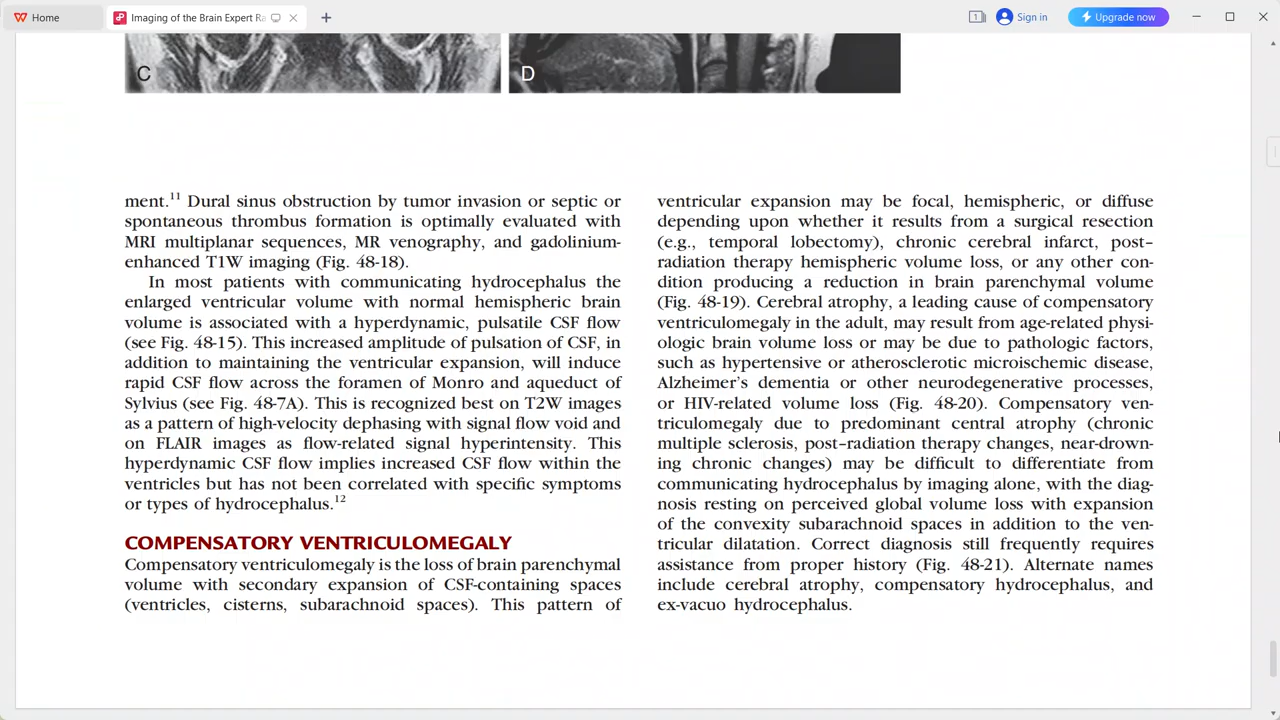 Home
Imaging of the Brain Expert Ra
1
Sign in
Upgrade now
C
D
ment.11 Dural sinus obstruction by tumor invasion or septic or
spontaneous thrombus formation is optimally evaluated with
MRI multiplanar sequences, MR venography, and gadolinium-
enhanced T1W imaging (Fig. 48-18).
In most patients with communicating hydrocephalus the
enlarged ventricular volume with normal hemispheric brain
volume is associated with a hyperdynamic, pulsatile CSF flow
(see Fig. 48-15). This increased amplitude of pulsation of CSF, in
addition to maintaining the ventricular expansion, will induce
rapid CSF flow across the foramen of Monro and aqueduct of
Sylvius (see Fig. 48-7A). This is recognized best on T2W images
as a pattern of high-velocity dephasing with signal flow void and
on FLAIR images as flow-related signal hyperintensity. This
hyperdynamic CSF flow implies increased CSF flow within the
ventricles but has not been correlated with specific symptoms
or types of hydrocephalus.12
COMPENSATORY VENTRICULOMEGALY
Compensatory ventriculomegaly is the loss of brain parenchymal
volume with secondary expansion of CSF-containing spaces
(ventricles, cisterns, subarachnoid spaces). This pattern of
ventricular expansion may be focal, hemispheric, or diffuse
depending upon whether it results from a surgical resection
(e.g., temporal lobectomy), chronic cerebral infarct, post–
radiation therapy hemispheric volume loss, or any other con-
dition producing a reduction in brain parenchymal volume
(Fig. 48-19). Cerebral atrophy, a leading cause of compensatory
ventriculomegaly in the adult, may result from age-related physi-
ologic brain volume loss or may be due to pathologic factors,
such as hypertensive or atherosclerotic microischemic disease,
Alzheimer's dementia or other neurodegenerative processes,
or HIV-related volume loss (Fig. 48-20). Compensatory ven-
triculomegaly due to predominant central atrophy (chronic
multiple sclerosis, post–radiation therapy changes, near-drown-
ing chronic changes) may be difficult to differentiate from
communicating hydrocephalus by imaging alone, with the diag-
nosis resting on perceived global volume loss with expansion
of the convexity subarachnoid spaces in addition to the ven-
tricular dilatation. Correct diagnosis still frequently requires
assistance from proper history (Fig. 48-21). Alternate names
include cerebral atrophy, compensatory hydrocephalus, and
ex-vacuo hydrocephalus.